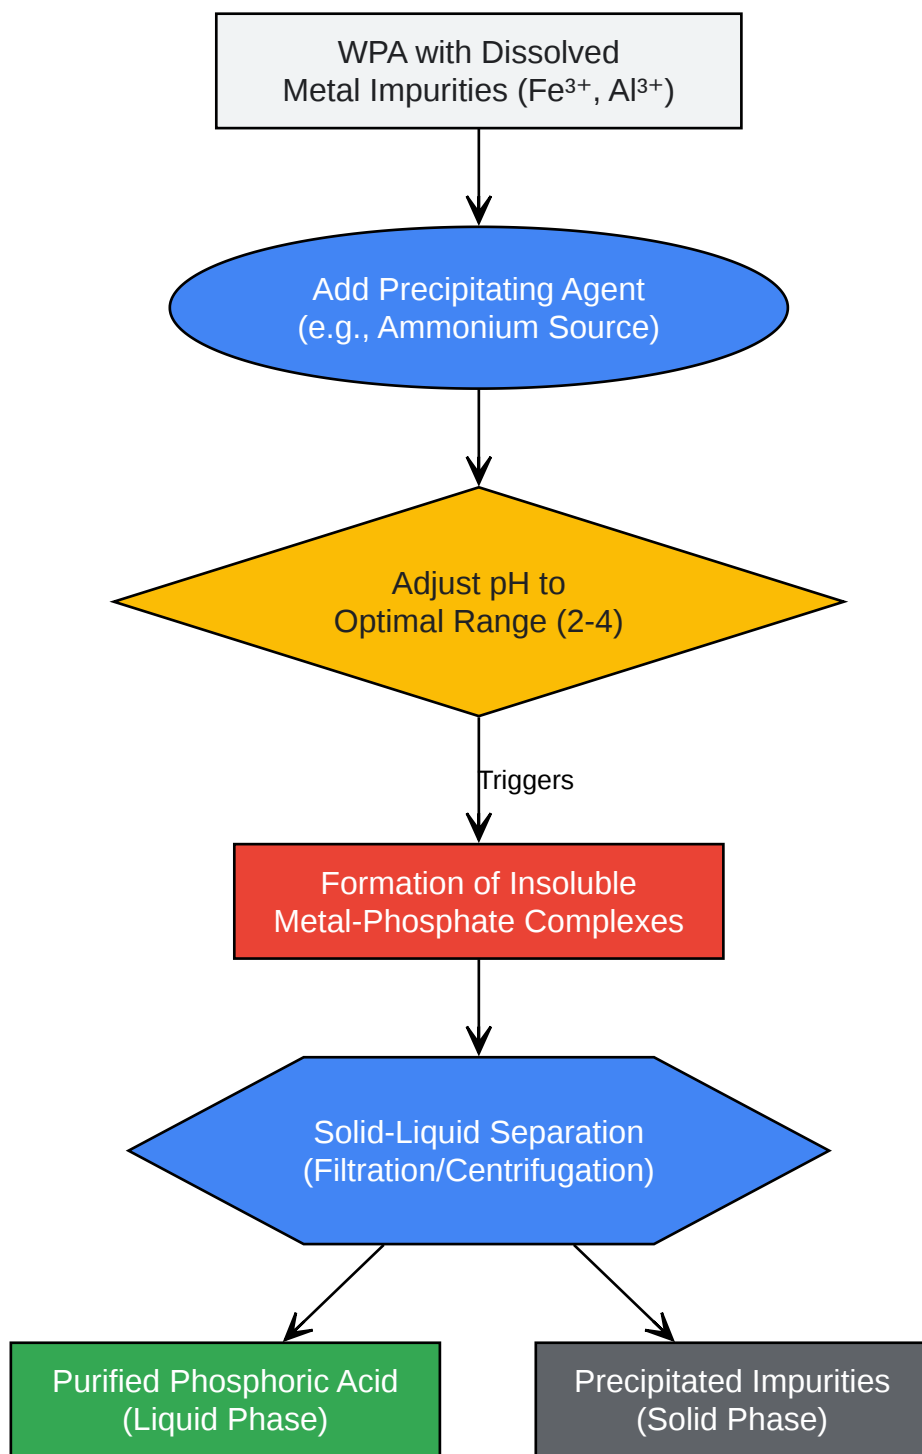 WPA with Dissolved
Metal Impurities (Fe³⁺, Al³⁺)
Add Precipitating Agent
(e.g., Ammonium Source)
Adjust pH to
Optimal Range (2-4)
Triggers
Formation of Insoluble
Metal-Phosphate Complexes
Solid-Liquid Separation
(Filtration/Centrifugation)
Purified Phosphoric Acid
(Liquid Phase)
Precipitated Impurities
(Solid Phase)